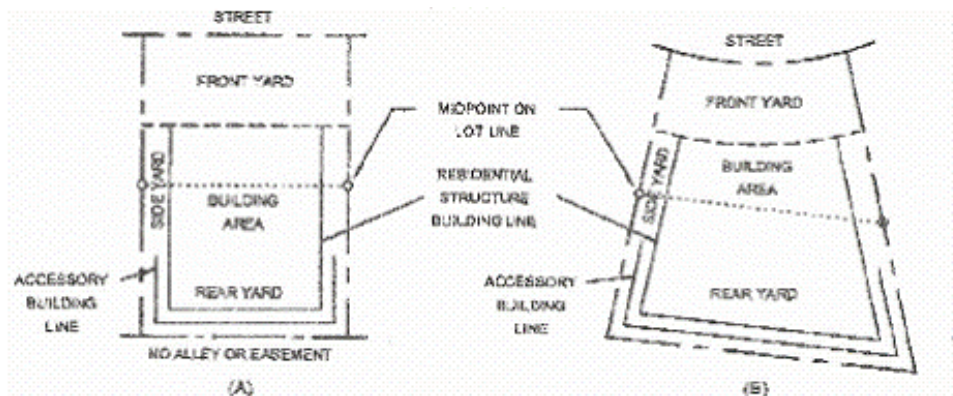 STREET
FRONT YARD
SIDE YARD
BUILDING
AREA
REAR YARD
ACCESSORY
BUILDING
LINE
NO ALLEY OR EASEMENT
(A)
MIDPOINT ON
LOT LINE
RESIDENTIAL
STRUCTURE
BUILDING LINE
STREET
FRONT YARD
SIDE YARD
BUILDING
AREA
REAR YARD
ACCESSORY
BUILDING
LINE
(B)